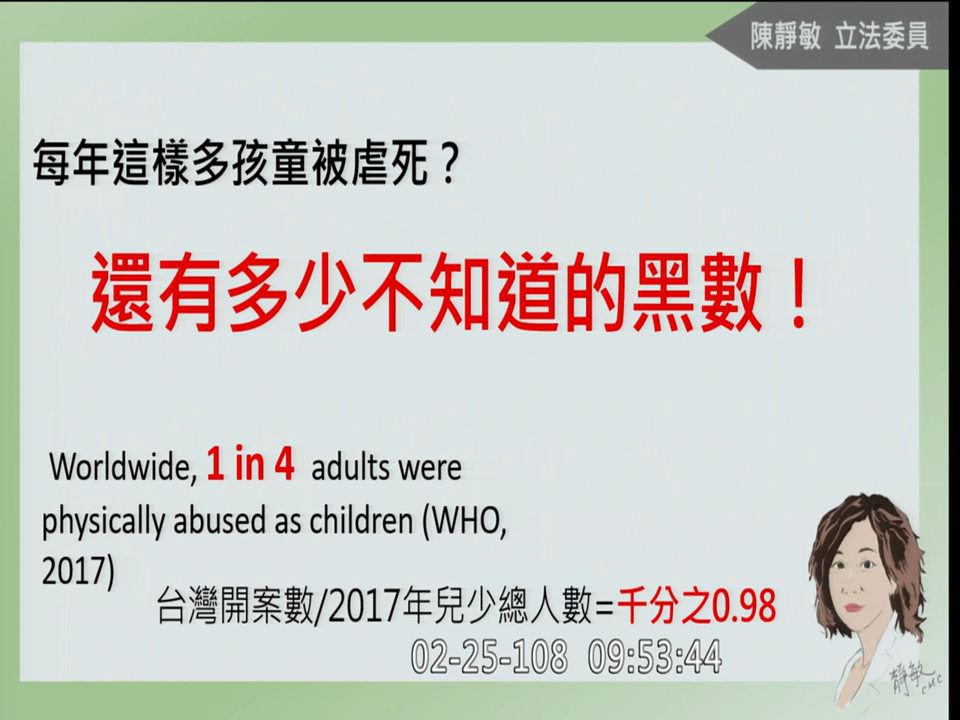 陳靜敏 立法委員
每年這樣多孩童被虐死？
還有多少不知道的黑數！
Worldwide, 1 in 4 adults were
physically abused as children (WHO,
2017)
台灣開案數/2017年兒少總人數=千分之0.98
02-25-108 09:53:44
靜敏
CMC